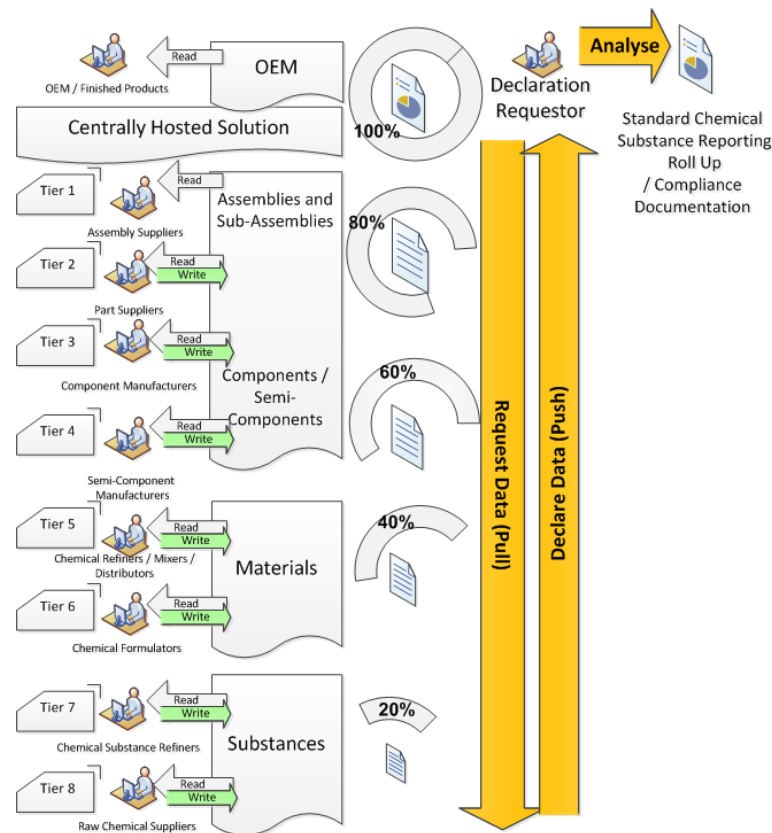 OEM / Finished Products
Read
OEM
100%
Declaration
Requestor
Analyse
Standard Chemical
Substance Reporting
Roll Up
/ Compliance
Documentation
Centrally Hosted Solution
Tier 1
Read
Assembly Suppliers
Assemblies and
Sub-Assemblies
80%
Tier 2
Read
Write
Part Suppliers
Tier 3
Read
Write
Component Manufacturers
Components /
Semi-
Components
60%
Tier 4
Read
Write
Semi-Component
Manufacturers
Tier 5
Read
Write
Chemical Refiners / Mixers /
Distributors
Materials
40%
Tier 6
Read
Write
Chemical Formulators
Tier 7
Read
Write
Chemical Substance Refiners
Substances
20%
Tier 8
Read
Write
Raw Chemical Suppliers
Request Data (Pull)
Declare Data (Push)